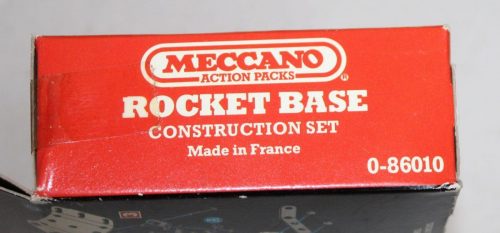 MECCANO
ACTION PACKS
®
ROCKET BASE
CONSTRUCTION SET
Made in France
0-86010